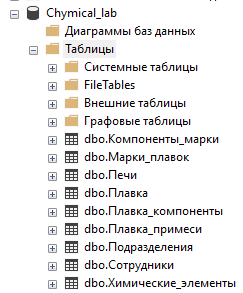 Chymical_lab
Диаграммы баз данных
Таблицы
Системные таблицы
FileTables
Внешние таблицы
Графовые таблицы
dbo.Компоненты_марки
dbo.Марки_плавок
dbo.Печи
dbo.Плавка
dbo.Плавка_компоненты
dbo.Плавка_примеси
dbo.Подразделения
dbo.Сотрудники
dbo.Химические_элементы